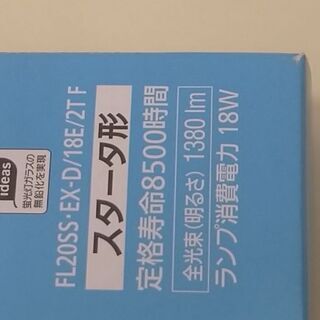 ideas
蛍光灯ガラスの
無鉛化を実現
FL20SS・EX-D/18E/2T F
スタータ形
定格寿命8500時間
全光束(明るさ) 1380 lm
ランプ消費電力 18W